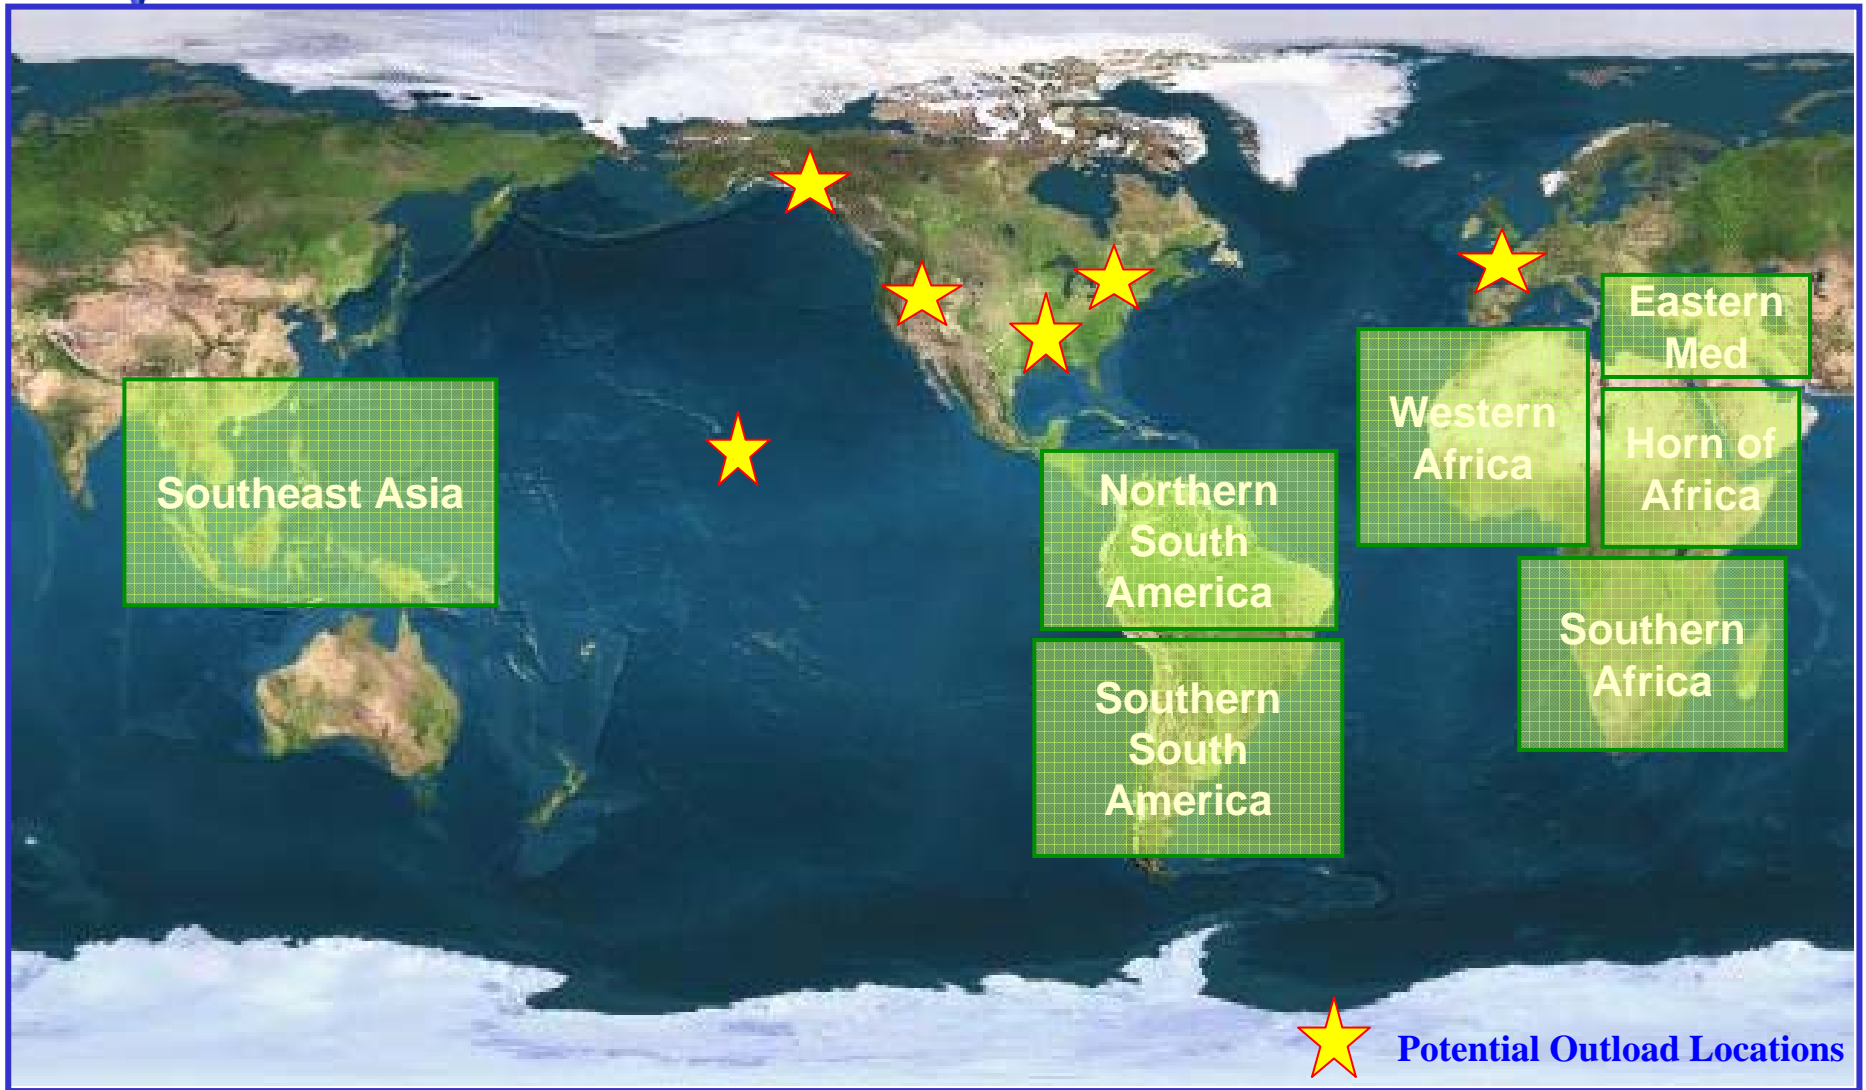 Eastern
Med
Western
Africa
Horn of
Africa
Southeast Asia
Northern
South
America
Southern
Africa
Southern
South
America
Potential Outload Locations